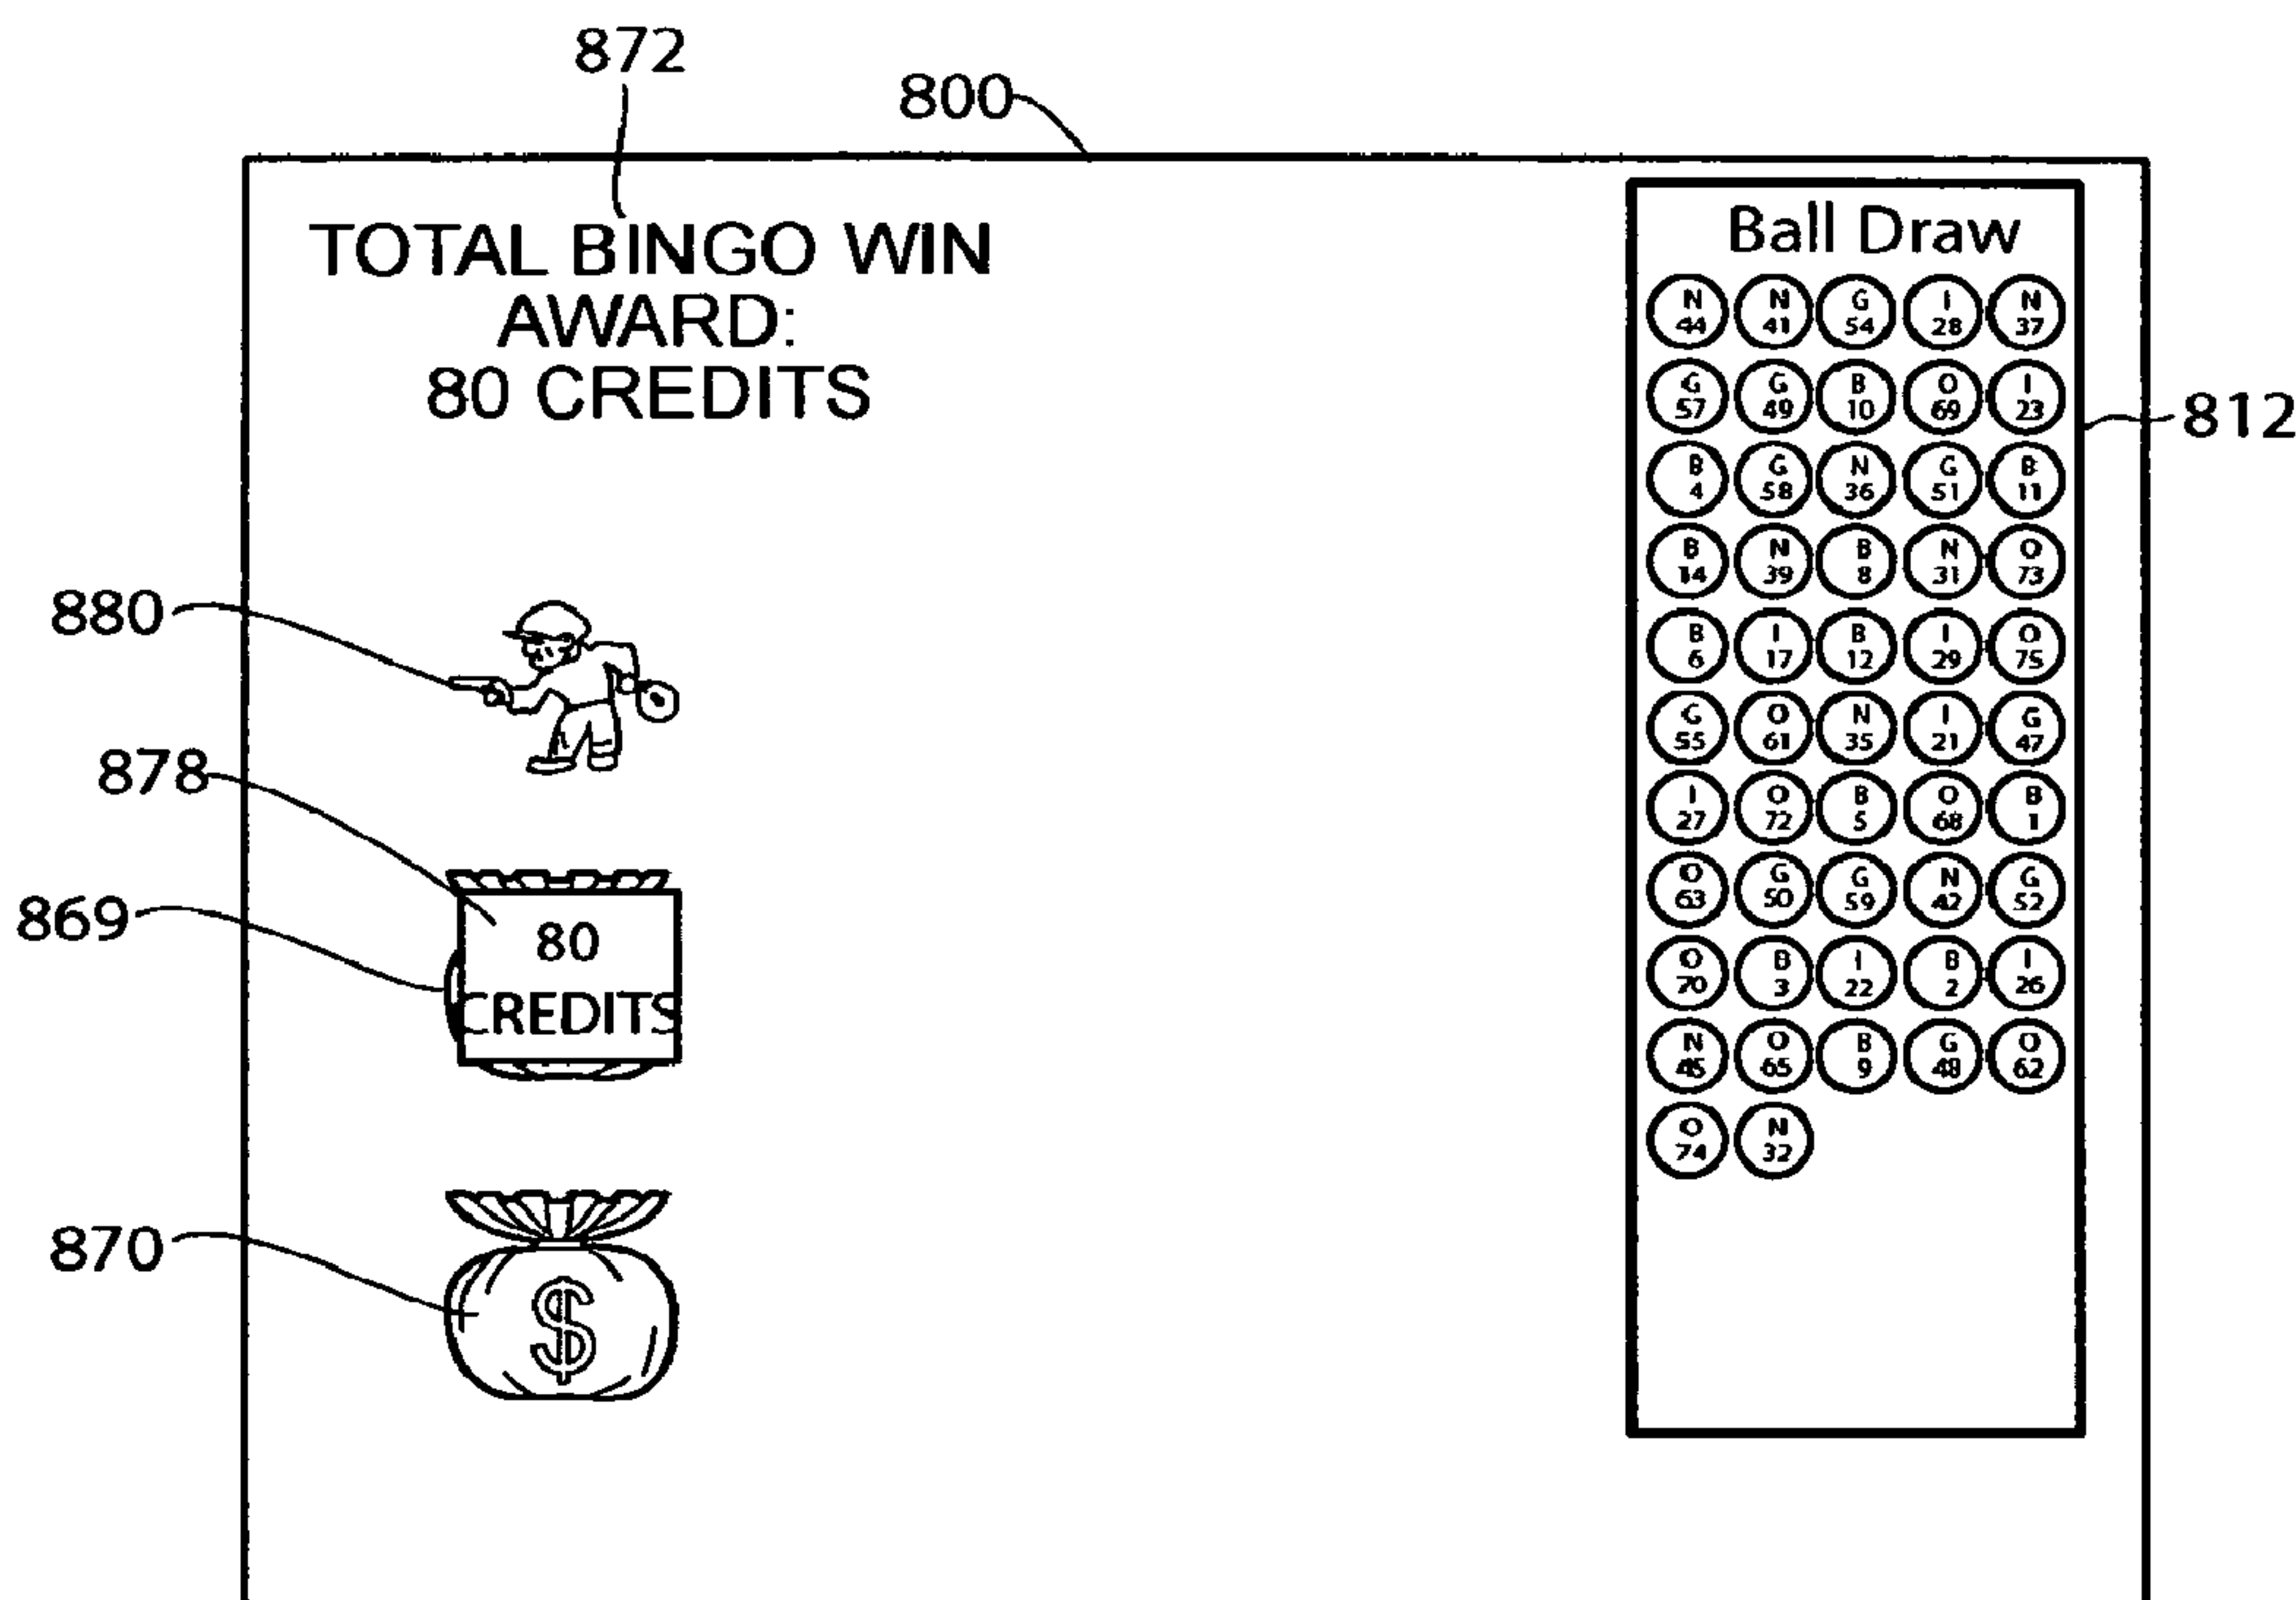 872
800
TOTAL BINGO WIN
AWARD:
80 CREDITS
Ball Draw
N 44 N 41 G 54 I 28 N 37
G 57 G 49 B 10 O 69 I 23
812
B 4 G 58 N 36 G 51 B 11
B 14 N 39 B 8 N 31 O 73
880
B 6 I 17 B 12 I 29 O 75
G 55 O 61 N 35 I 21 G 47
878
I 27 O 72 B 5 O 68 B 1
O 63 G 50 G 59 N 42 G 52
869
80
CREDITS
O 70 B 3 I 22 B 2 I 26
N 45 O 65 B 9 G 48 O 62
O 74 N 32
870
$